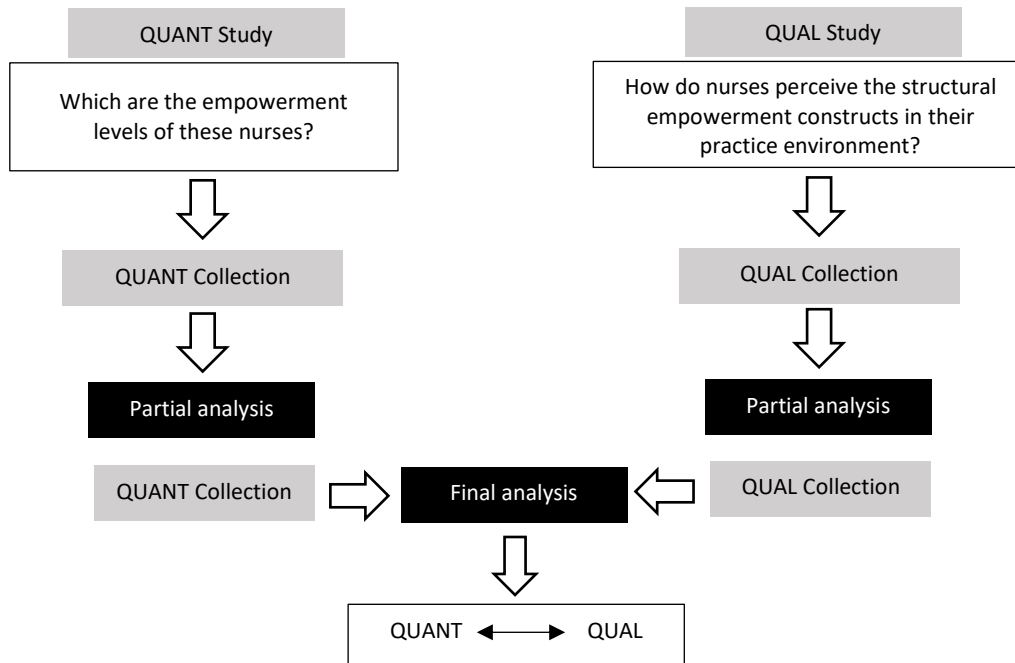 QUANT Study
QUAL Study
Which are the empowerment
levels of these nurses?
How do nurses perceive the structural
empowerment constructs in their
practice environment?
QUANT Collection
QUAL Collection
Partial analysis
Partial analysis
QUANT Collection
Final analysis
QUAL Collection
QUANT
QUAL